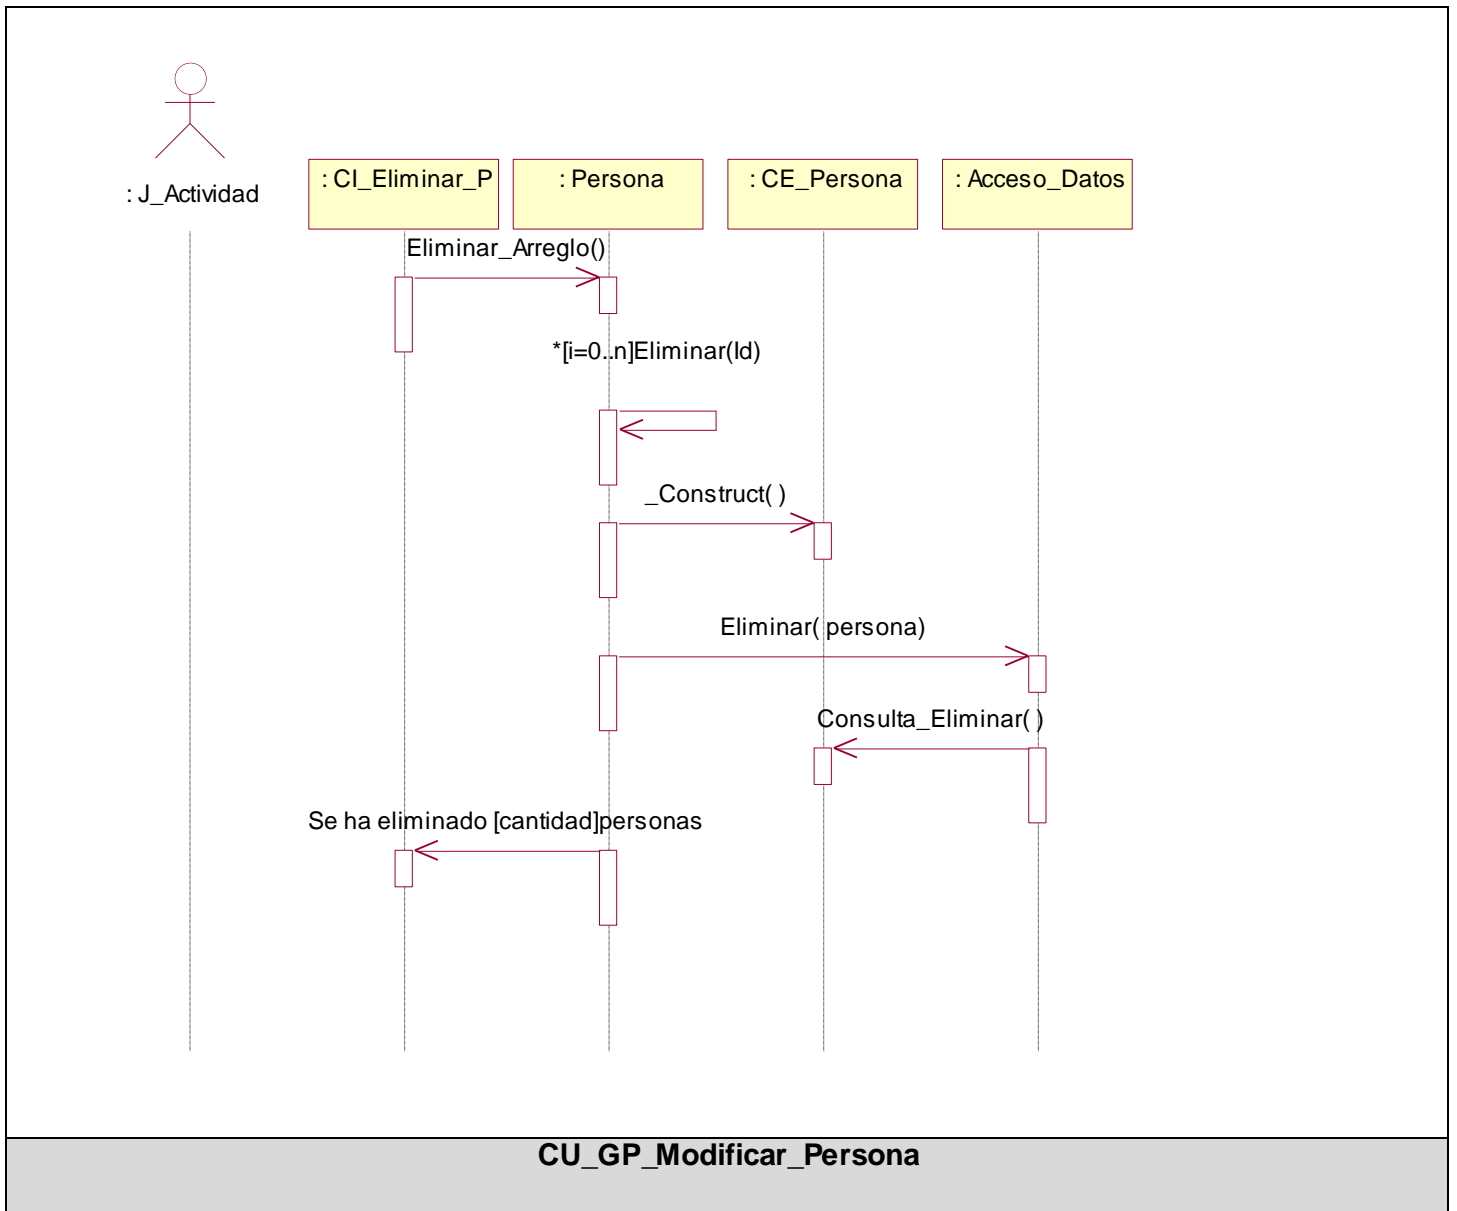 : J_Actividad
: CI_Eliminar_P
: Persona
: CE_Persona
: Acceso_Datos
Eliminar_Arreglo()
*[i=0..n]Eliminar(Id)
_Construct( )
Eliminar( persona)
Consulta_Eliminar( )
Se ha eliminado [cantidad]personas
CU_GP_Modificar_Persona